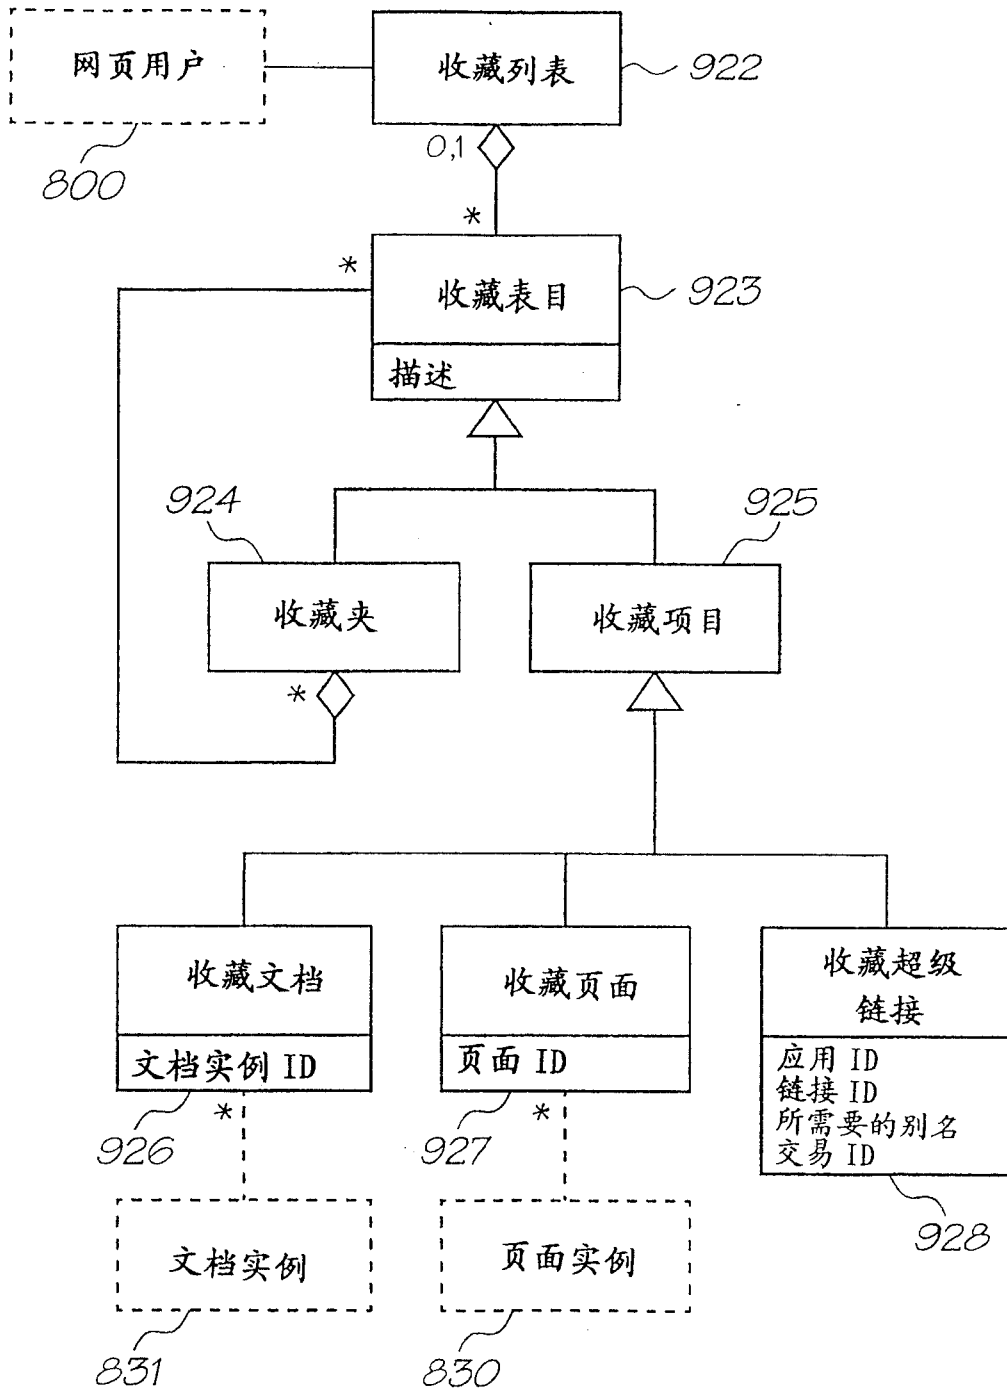 网页用户
收藏列表
922
800
0,1
*
*
收藏表目
923
描述
924
925
收藏夹
收藏项目
*
收藏文档
收藏页面
收藏超级
链接
文档实例 ID
页面 ID
应用 ID
链接 ID
所需要的别名
交易 ID
*
*
926
927
928
文档实例
页面实例
831
830